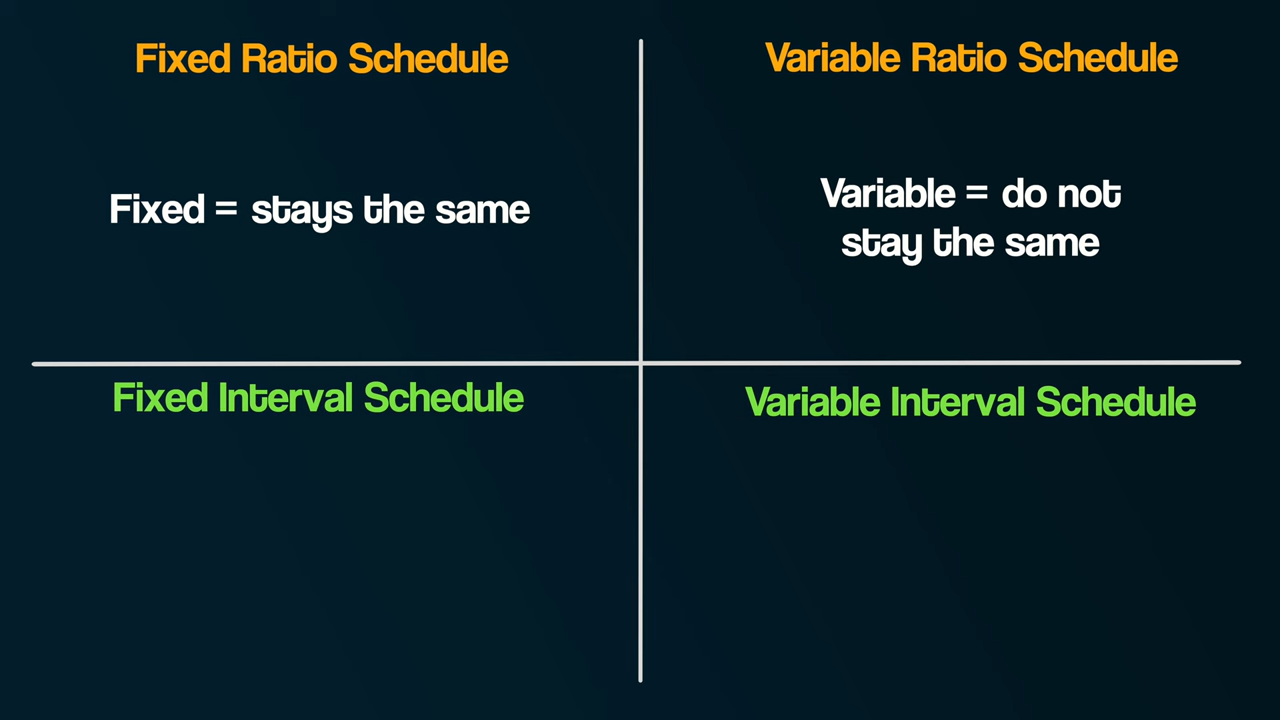 Fixed Ratio Schedule
Variable Ratio Schedule
Fixed = stays the same
Variable = do not
stay the same
Fixed Interval Schedule
Variable Interval Schedule